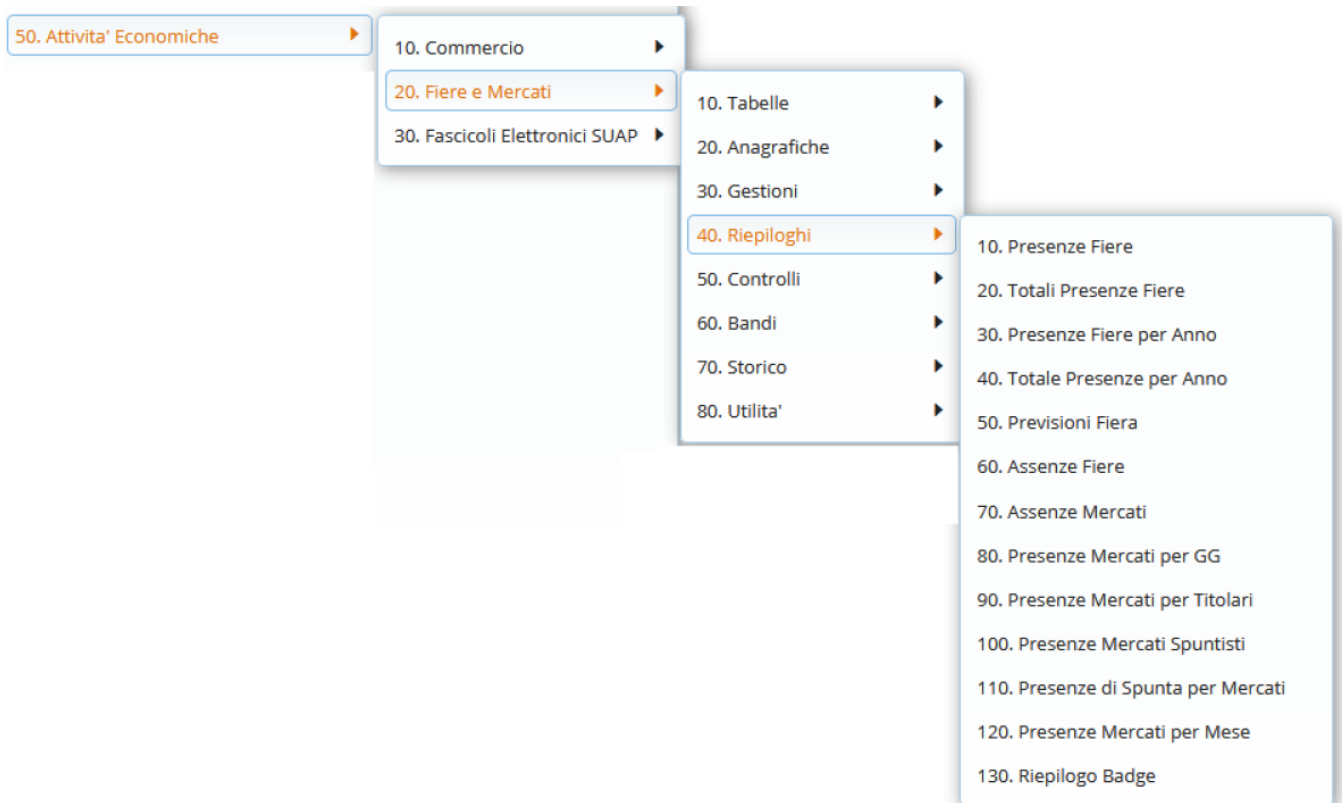 50. Attivita' Economiche
10. Commercio
20. Fiere e Mercati
30. Fascicoli Elettronici SUAP
10. Tabelle
20. Anagrafiche
30. Gestioni
40. Riepiloghi
50. Controlli
60. Bandi
70. Storico
80. Utilita'
10. Presenze Fiere
20. Totali Presenze Fiere
30. Presenze Fiere per Anno
40. Totale Presenze per Anno
50. Previsioni Fiera
60. Assenze Fiere
70. Assenze Mercati
80. Presenze Mercati per GG
90. Presenze Mercati per Titolari
100. Presenze Mercati Spuntisti
110. Presenze di Spunta per Mercati
120. Presenze Mercati per Mese
130. Riepilogo Badge